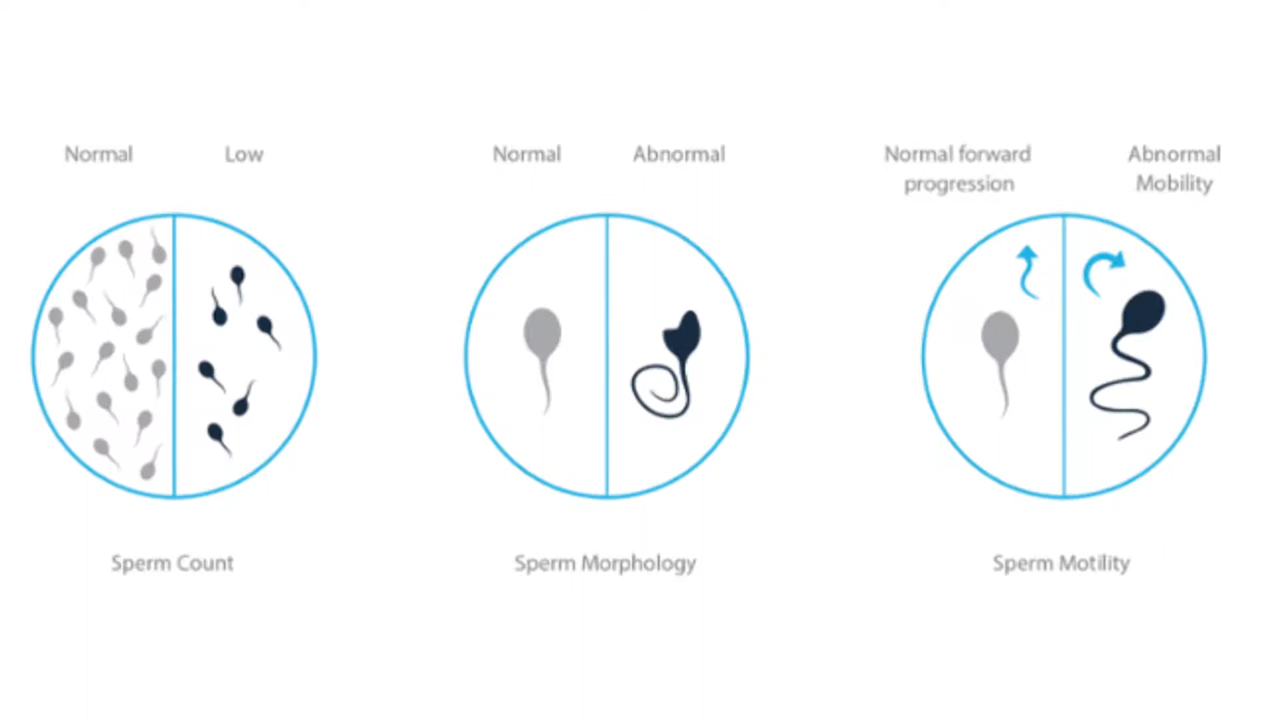 Normal
Low
Normal
Abnormal
Normal forward
progression
Abnormal
Mobility
Sperm Count
Sperm Morphology
Sperm Motility